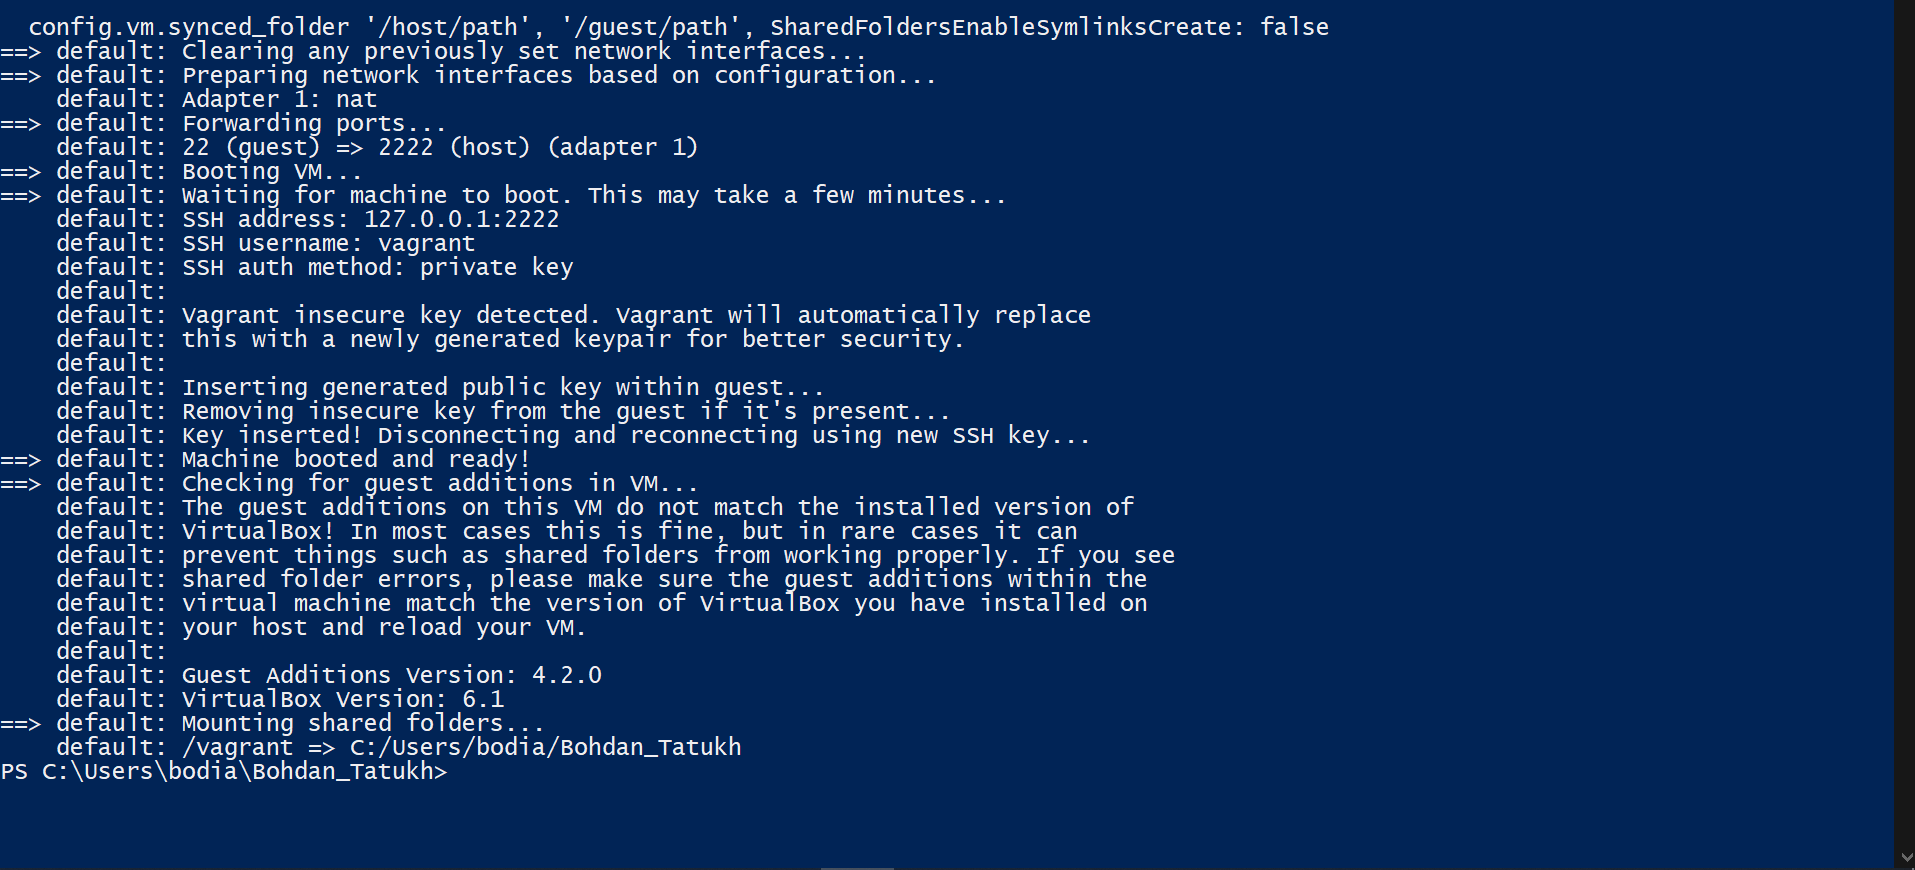 config.vm.synced_folder '/host/path', '/guest/path', SharedFoldersEnableSymlinksCreate: false
==> default: Clearing any previously set network interfaces...
==> default: Preparing network interfaces based on configuration...
    default: Adapter 1: nat
==> default: Forwarding ports...
    default: 22 (guest) => 2222 (host) (adapter 1)
==> default: Booting VM...
==> default: Waiting for machine to boot. This may take a few minutes...
    default: SSH address: 127.0.0.1:2222
    default: SSH username: vagrant
    default: SSH auth method: private key
    default:
    default: Vagrant insecure key detected. Vagrant will automatically replace
    default: this with a newly generated keypair for better security.
    default:
    default: Inserting generated public key within guest...
    default: Removing insecure key from the guest if it's present...
    default: Key inserted! Disconnecting and reconnecting using new SSH key...
==> default: Machine booted and ready!
==> default: Checking for guest additions in VM...
    default: The guest additions on this VM do not match the installed version of
    default: VirtualBox! In most cases this is fine, but in rare cases it can
    default: prevent things such as shared folders from working properly. If you see
    default: shared folder errors, please make sure the guest additions within the
    default: virtual machine match the version of VirtualBox you have installed on
    default: your host and reload your VM.
    default:
    default: Guest Additions Version: 4.2.0
    default: VirtualBox Version: 6.1
==> default: Mounting shared folders...
    default: /vagrant => C:/Users/bodia/Bohdan_Tatukh
PS C:\Users\bodia\Bohdan_Tatukh>